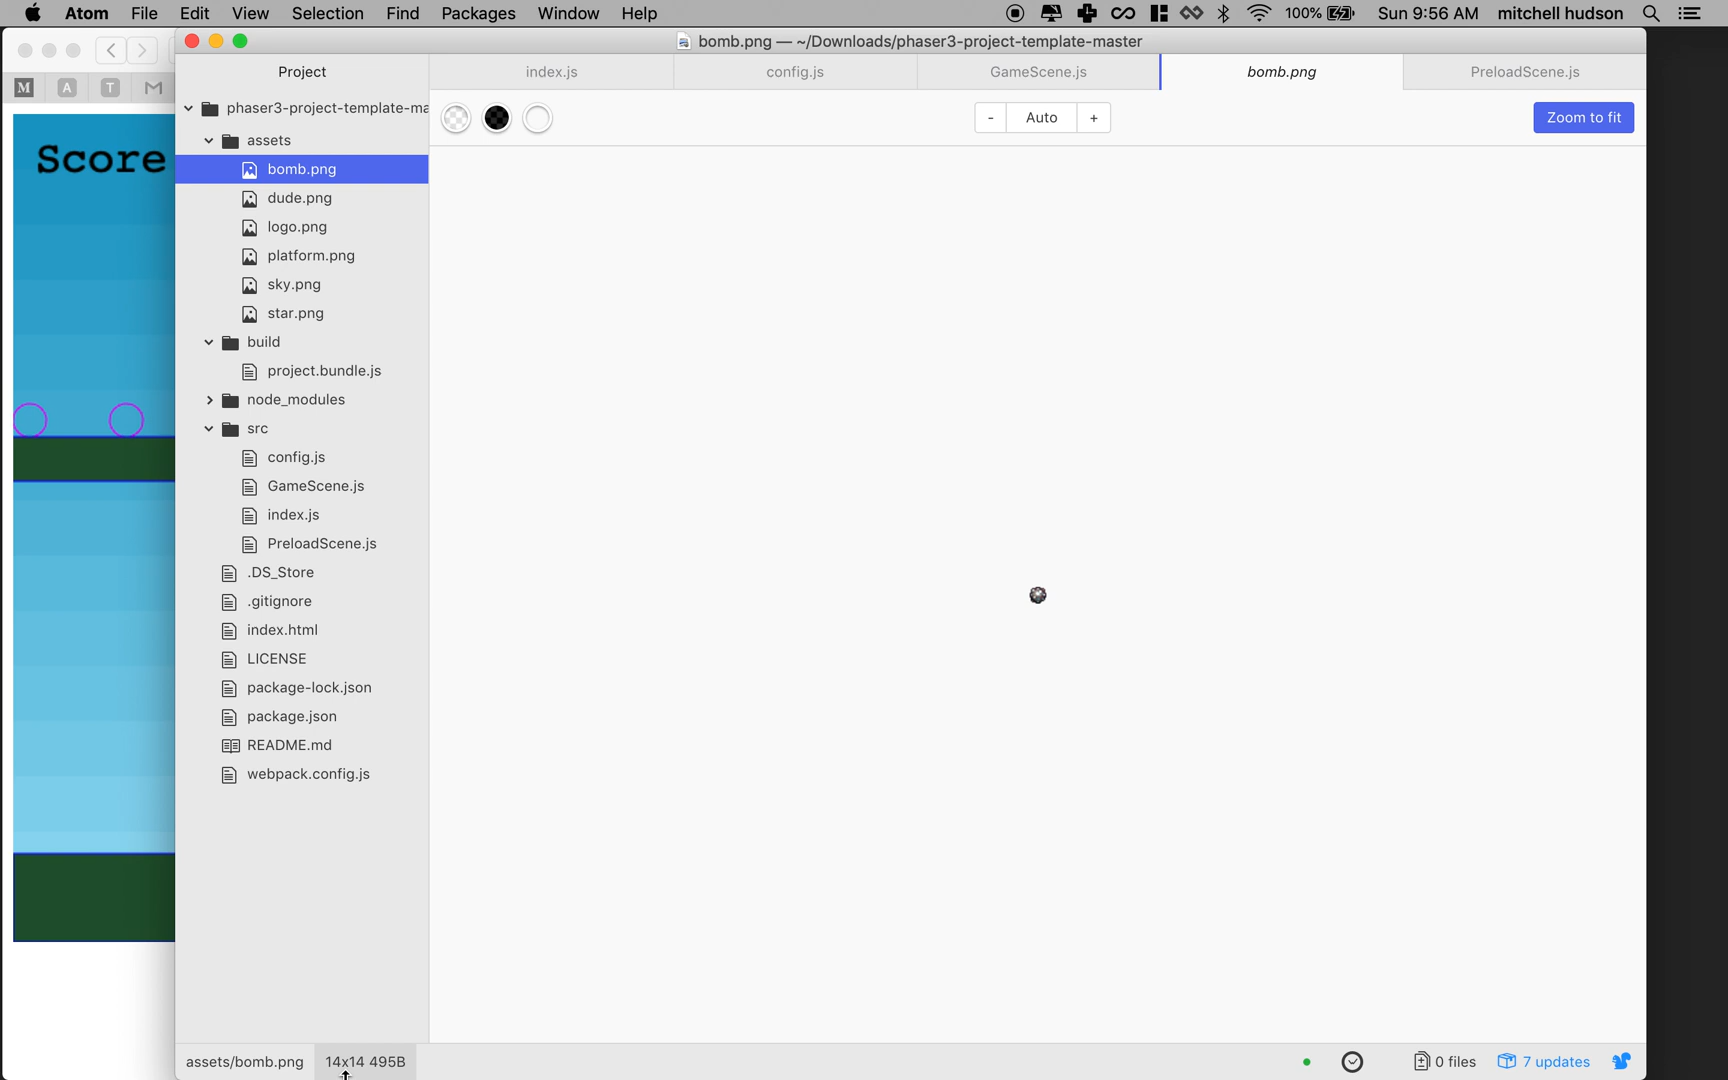 Atom File Edit View Selection Find Packages Window Help 100% Sun 9:56 AM mitchell hudson
bomb.png — ~/Downloads/phaser3-project-template-master
Project
index.js
config.js
GameScene.js
bomb.png
PreloadScene.js
M A T
- Auto +
Zoom to fit
Score
phaser3-project-template-ma
assets
bomb.png
dude.png
logo.png
platform.png
sky.png
star.png
build
project.bundle.js
node_modules
src
config.js
GameScene.js
index.js
PreloadScene.js
.DS_Store
.gitignore
index.html
LICENSE
package-lock.json
package.json
README.md
webpack.config.js
assets/bomb.png 14x14 495B
0 files 7 updates